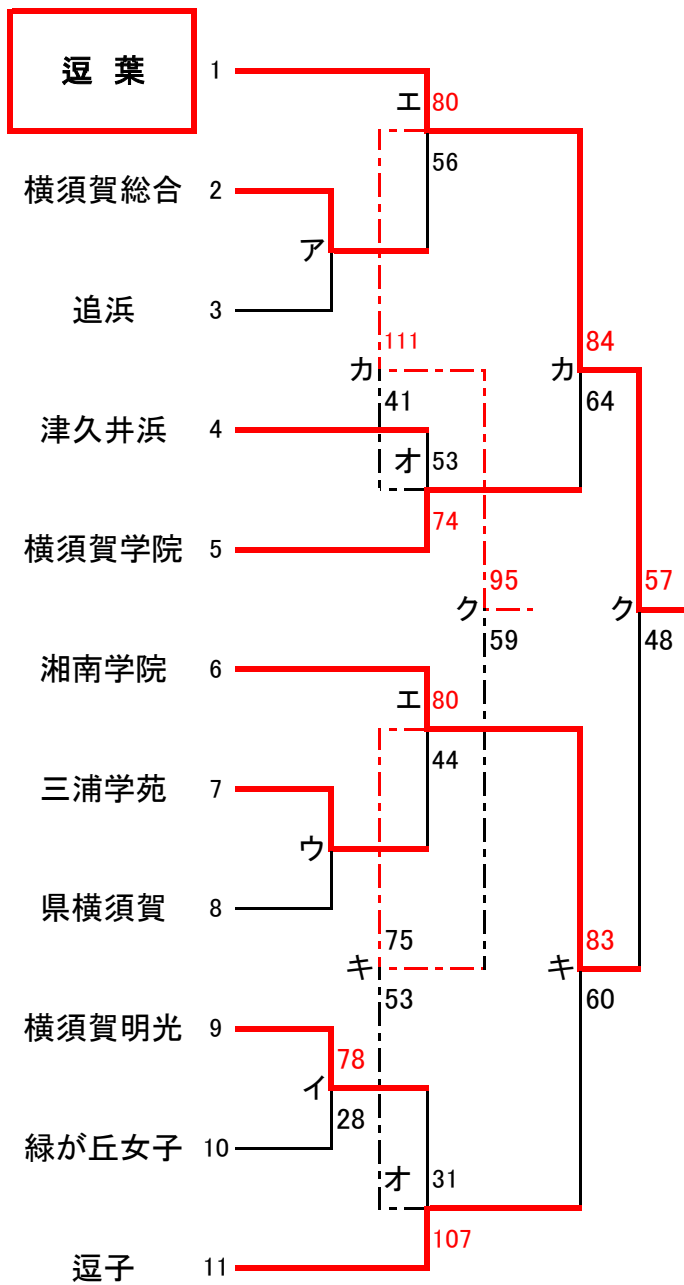 逗 葉
1
エ 80
56
横須賀総合 2
ア
追浜 3
111
84
カ
カ
41
64
津久井浜 4
オ 53
74
横須賀学院 5
95
57
ク
ク
59
48
湘南学院 6
エ 80
44
三浦学苑 7
ウ
県横須賀 8
75
83
キ
キ
53
60
横須賀明光 9
78
イ
28
緑が丘女子 10
オ 31
107
逗子 11